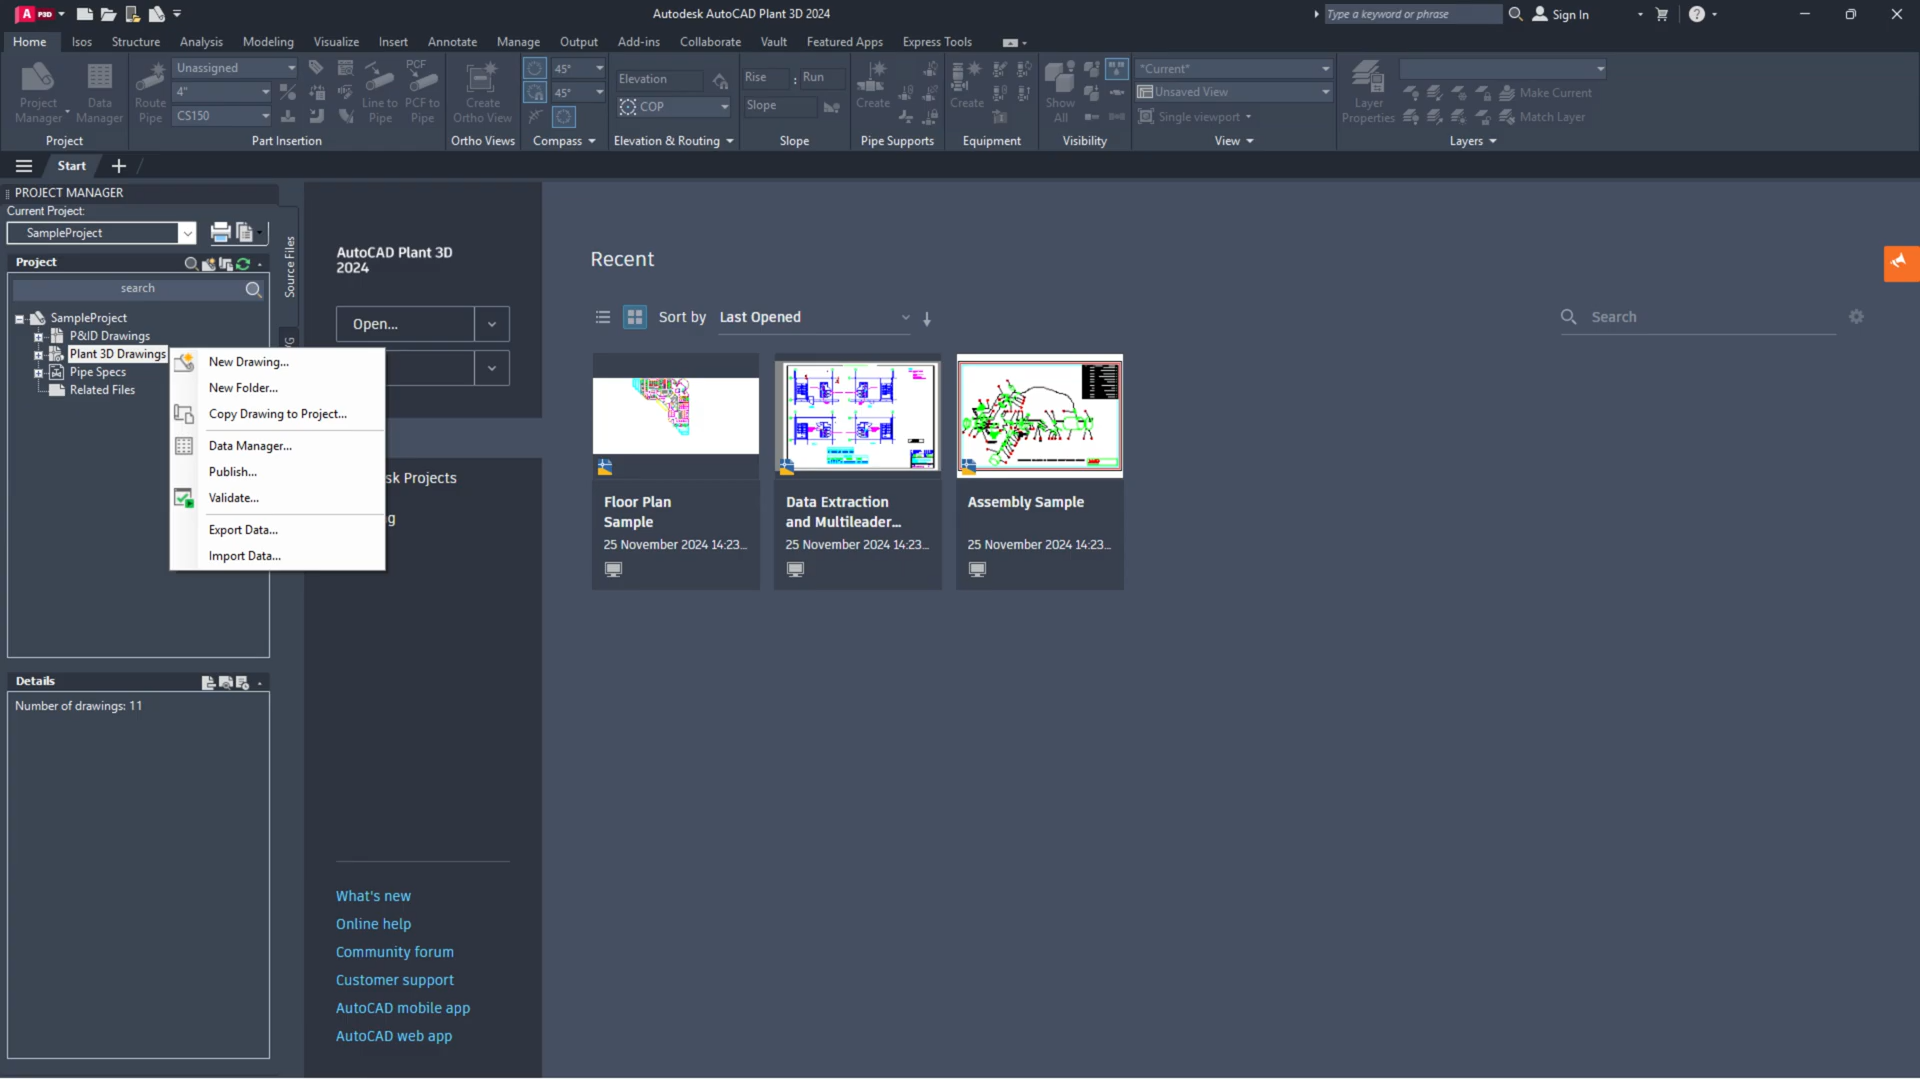 A P3D
Autodesk AutoCAD Plant 3D 2024
Type a keyword or phrase
Sign In
Home Isos Structure Analysis Modeling Visualize Insert Annotate Manage Output Add-ins Collaborate Vault Featured Apps Express Tools
Project Manager
Data Manager
Project
Route Pipe
Unassigned
4"
CS150
Line to Pipe
PCF
PCF to Pipe
Part Insertion
Create Ortho View
Ortho Views
45°
45°
Compass
Elevation
COP
Elevation & Routing
Rise : Run
Slope
Slope
Create
Pipe Supports
Create
Equipment
Show All
Visibility
"Current"
Unsaved View
Single viewport
View
Layer Properties
Make Current
Match Layer
Layers
Start
PROJECT MANAGER
Current Project:
SampleProject
Project
search
SampleProject
P&ID Drawings
Plant 3D Drawings
Pipe Specs
Related Files
Source Files
New Drawing...
New Folder...
Copy Drawing to Project...
Data Manager...
Publish...
Validate...
Export Data...
Import Data...
Details
Number of drawings: 11
AutoCAD Plant 3D
2024
Open...
sk Projects
g
What's new
Online help
Community forum
Customer support
AutoCAD mobile app
AutoCAD web app
Recent
Sort by Last Opened
Search
Floor Plan
Sample
25 November 2024 14:23...
Data Extraction
and Multileader...
25 November 2024 14:23...
Assembly Sample
25 November 2024 14:23...